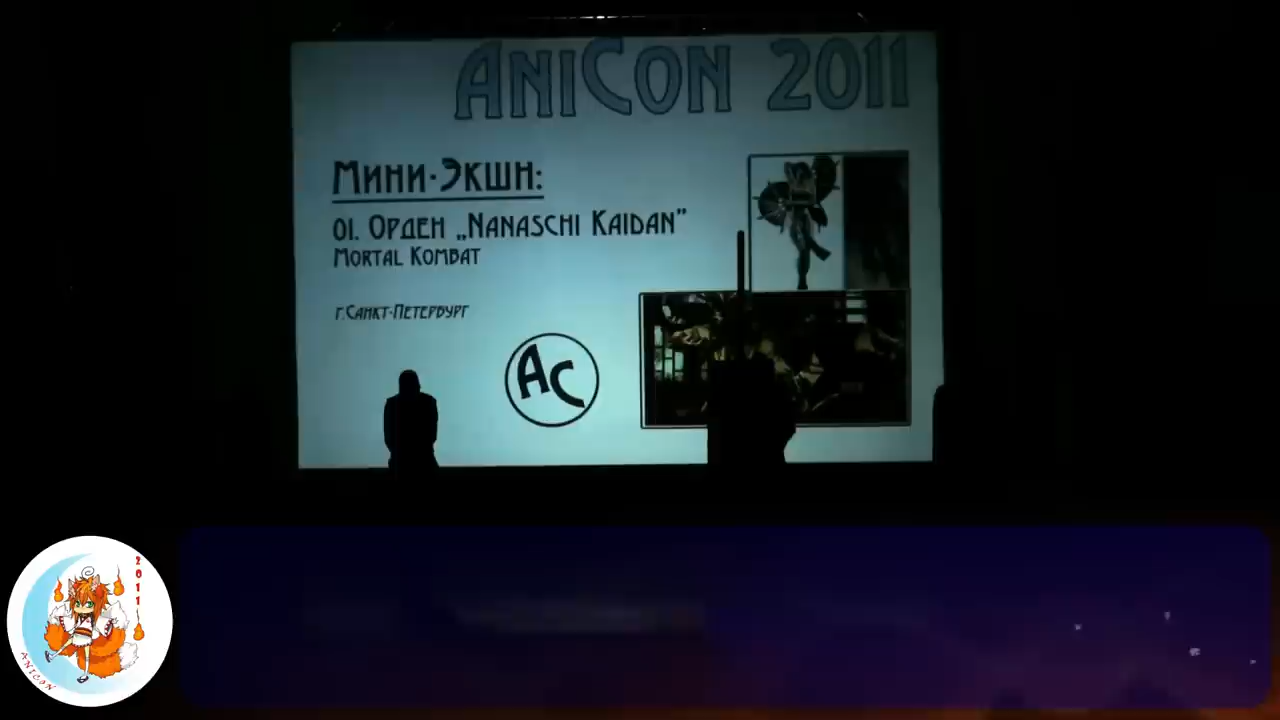 AniCon 2011
Мини-Экшн:
01. Орден „Nanaschi Kaidan"
Mortal Kombat
г.Санкт-Петербург
AC
2011
ANICON